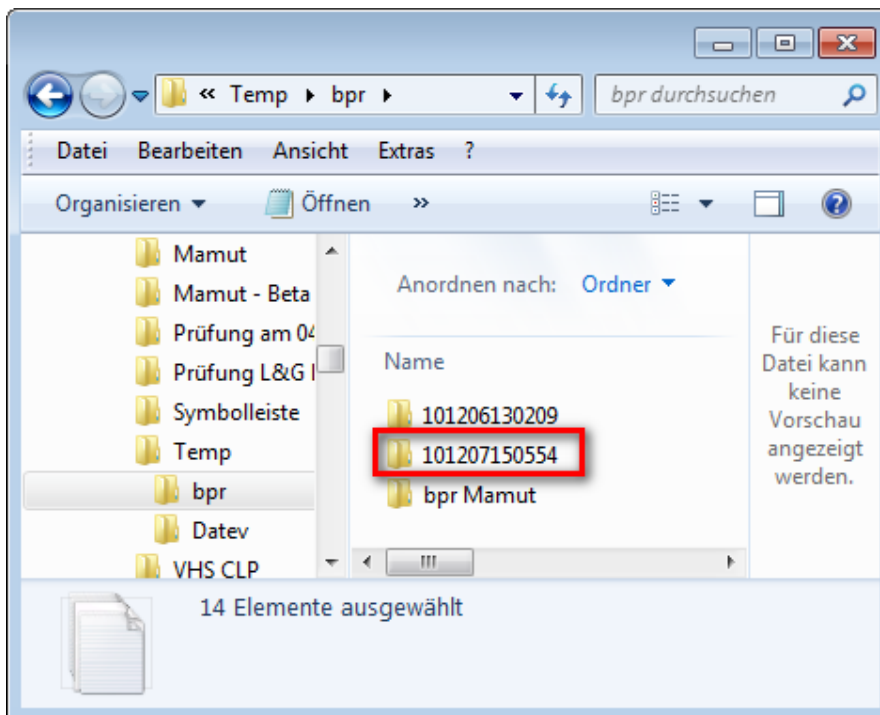 « Temp ▸ bpr ▸
bpr durchsuchen
Datei Bearbeiten Ansicht Extras ?
Organisieren Öffnen »
Mamut
Mamut - Beta
Prüfung am 04
Prüfung L&G
Symbolleiste
Temp
bpr
Datev
VHS CLP
Anordnen nach: Ordner
Name
101206130209
101207150554
bpr Mamut
Für diese
Datei kann
keine
Vorschau
angezeigt
werden.
14 Elemente ausgewählt